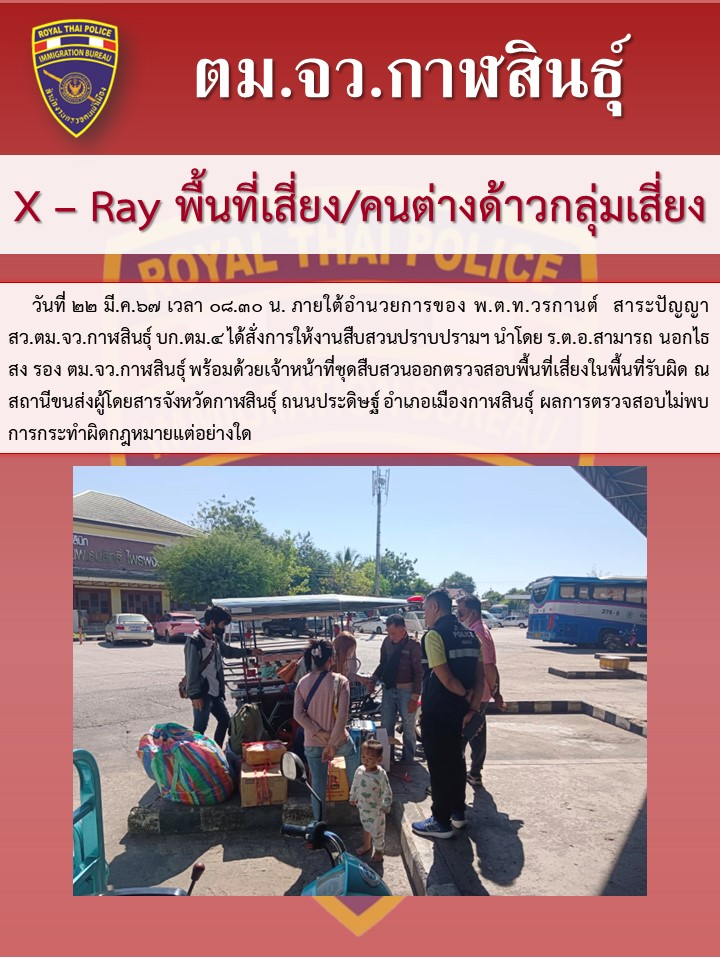 ROYAL THAI POLICE
IMMIGRATION BUREAU
สำนักงานตรวจคนเข้าเมือง
ตม.จว.กาฬสินธุ์
X – Ray พื้นที่เสี่ยง/คนต่างด้าวกลุ่มเสี่ยง
ROYAL THAI POLICE
วันที่ ๒๒ มี.ค.๖๗ เวลา ๐๘.๓๐ น. ภายใต้อำนวยการของ พ.ต.ท.วรกานต์ สาระปัญญา
สว.ตม.จว.กาฬสินธุ์ บก.ตม.๔ ได้สั่งการให้งานสืบสวนปราบปรามฯ นำโดย ร.ต.อ.สามารถ นอกไธ
สง รอง ตม.จว.กาฬสินธุ์ พร้อมด้วยเจ้าหน้าที่ชุดสืบสวนออกตรวจสอบพื้นที่เสี่ยงในพื้นที่รับผิด ณ
สถานีขนส่งผู้โดยสารจังหวัดกาฬสินธุ์ ถนนประดิษฐ์ อำเภอเมืองกาฬสินธุ์ ผลการตรวจสอบไม่พบ
การกระทำผิดกฎหมายแต่อย่างใด
POLICE